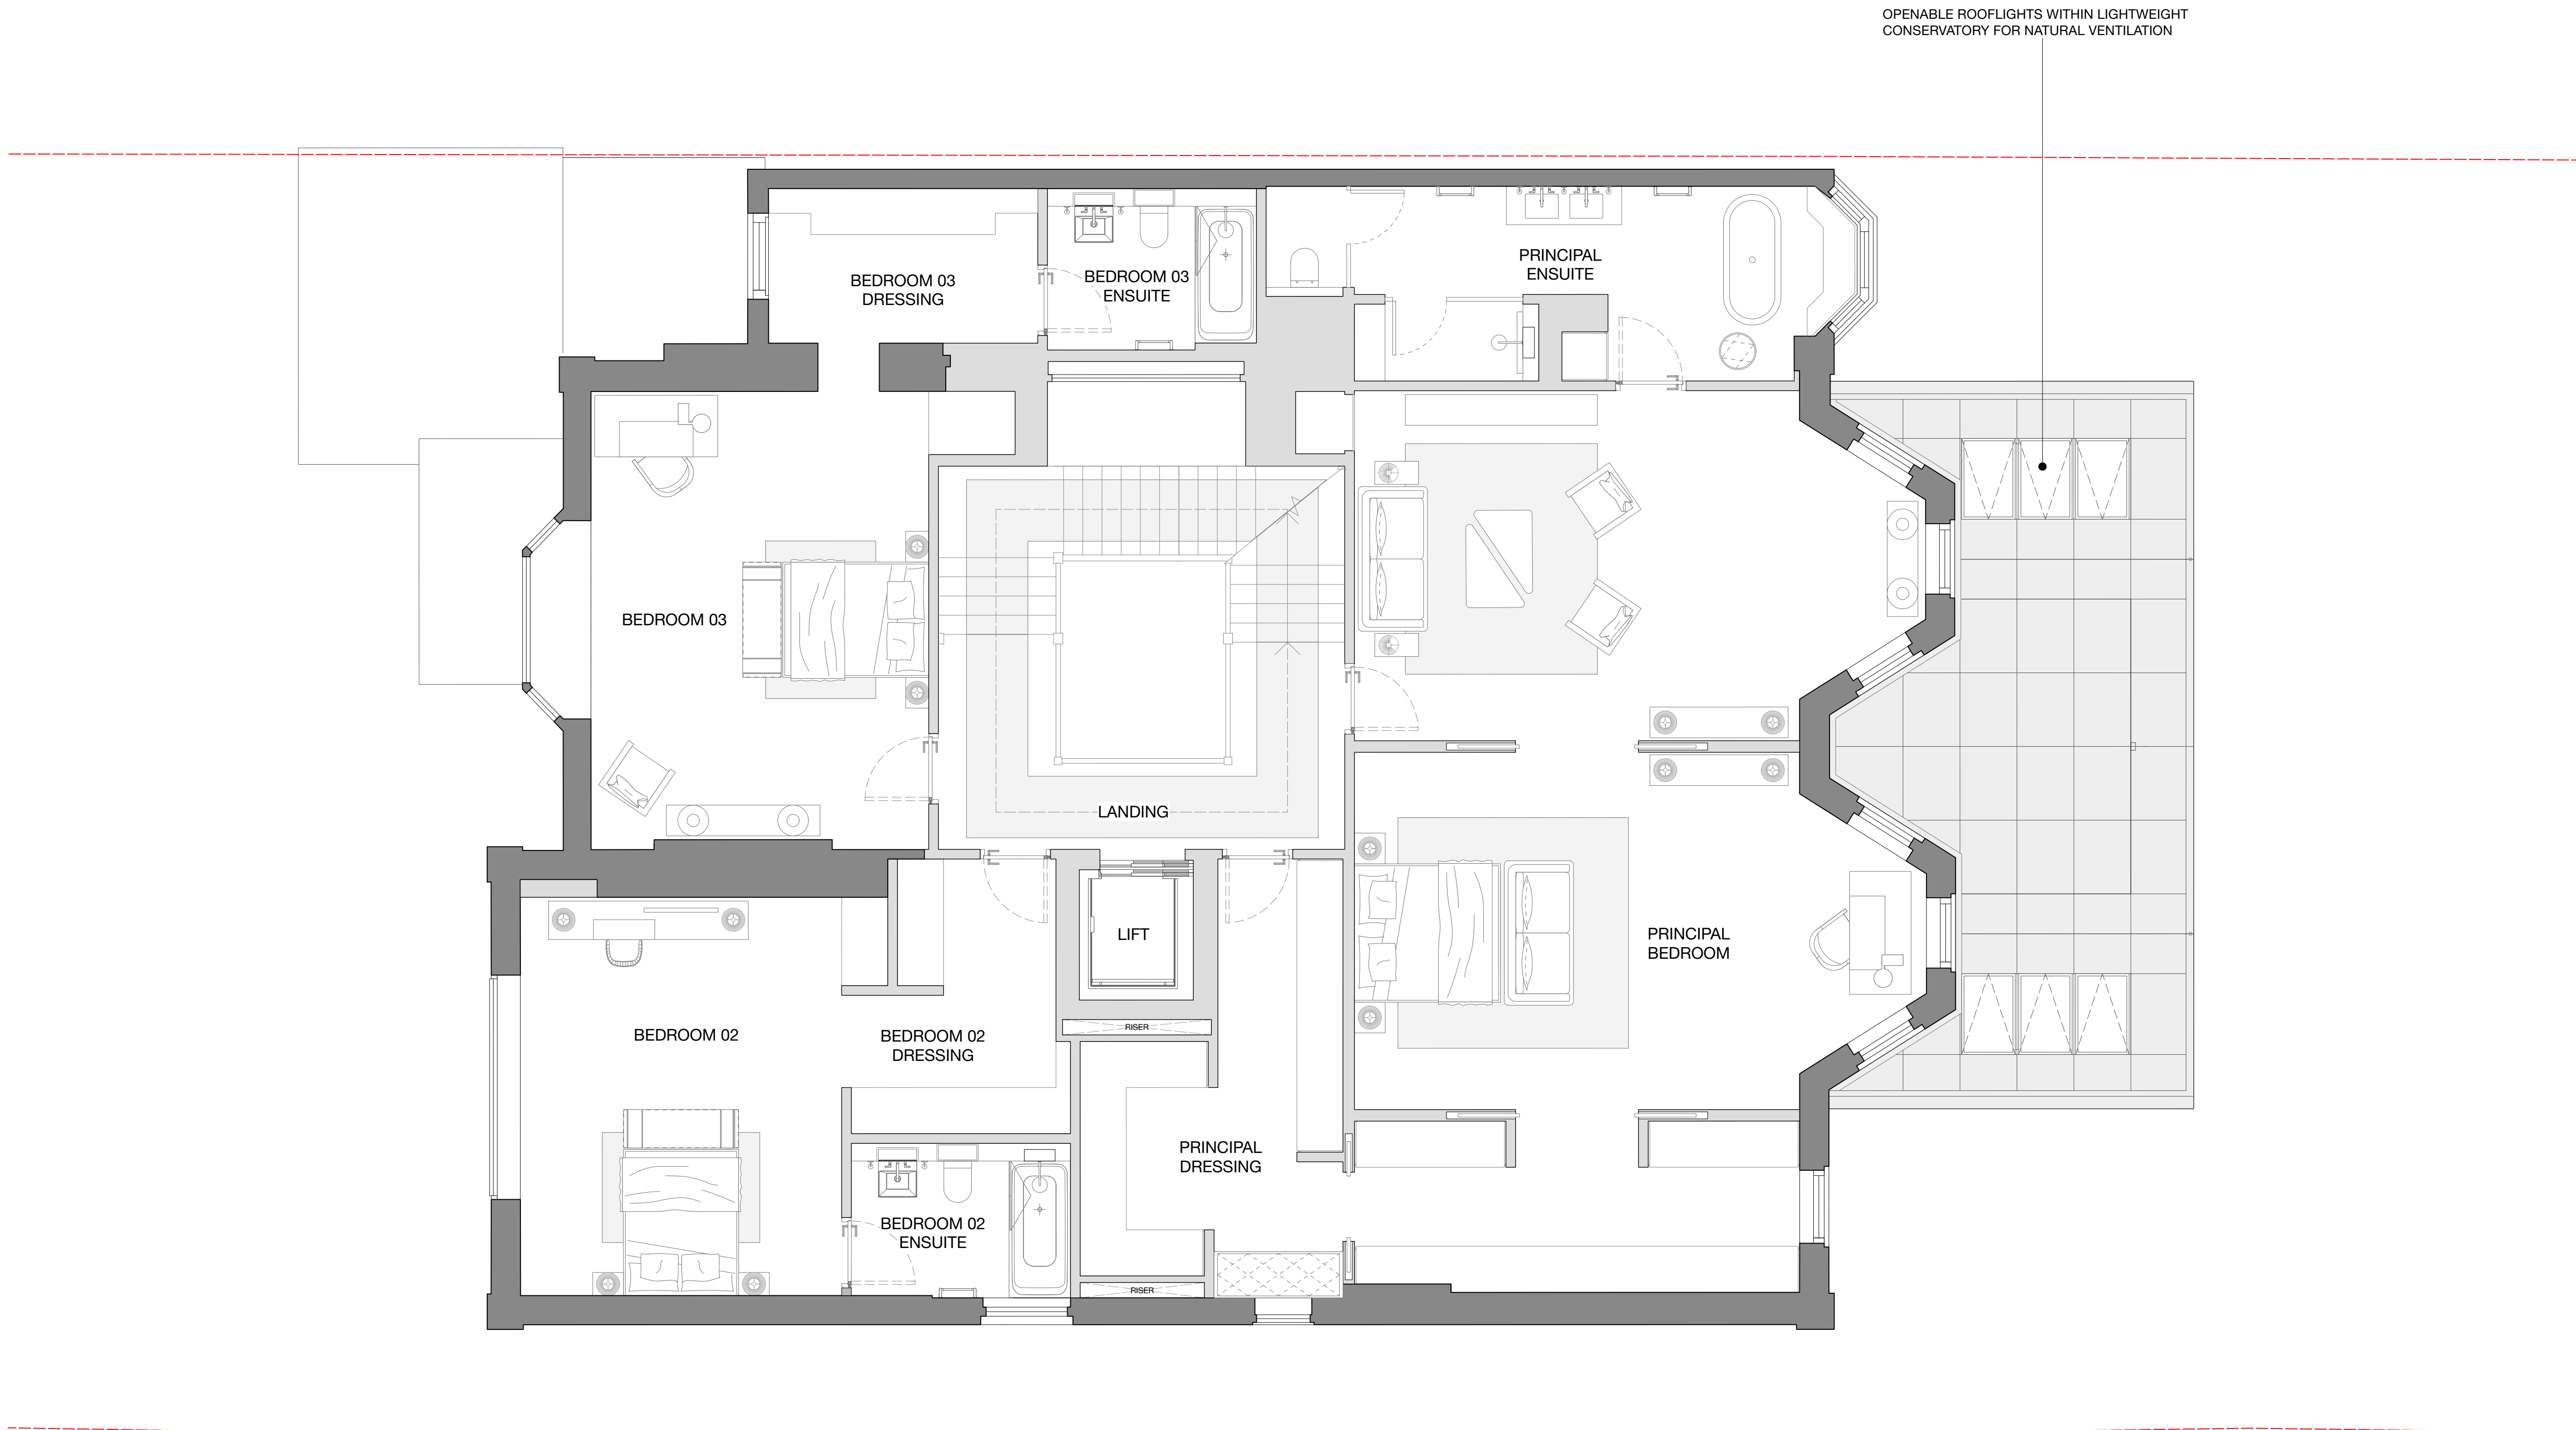 OPENABLE ROOFLIGHTS WITHIN LIGHTWEIGHT
CONSERVATORY FOR NATURAL VENTILATION
PRINCIPAL
ENSUITE
BEDROOM 03
DRESSING
BEDROOM 03
ENSUITE
BEDROOM 03
LANDING
LIFT
PRINCIPAL
BEDROOM
RISER
BEDROOM 02
BEDROOM 02
DRESSING
PRINCIPAL
DRESSING
BEDROOM 02
ENSUITE
RISER